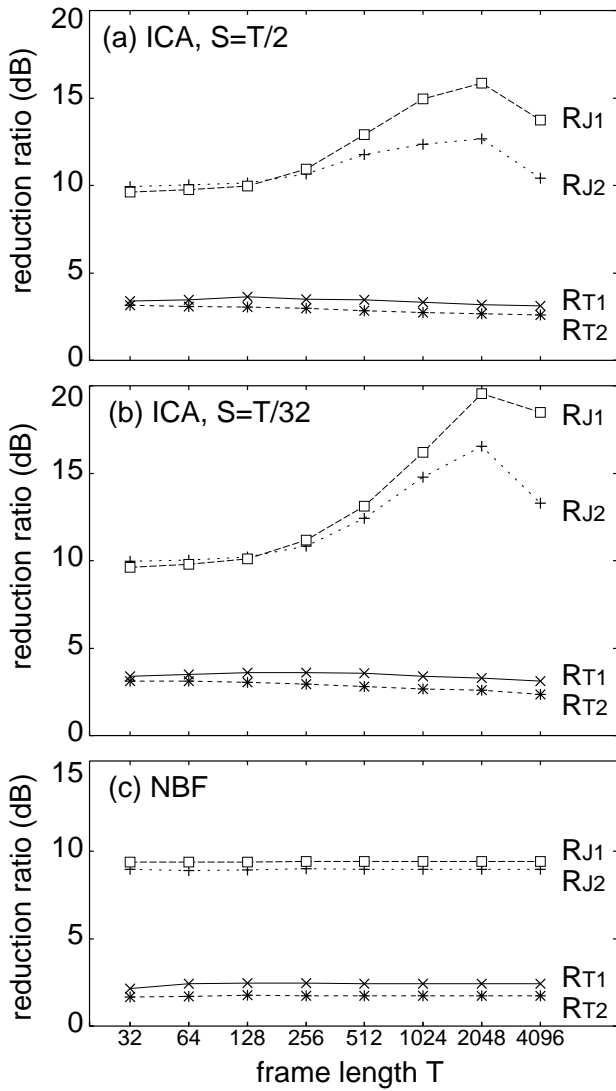 20
(a) ICA, S=T/2
15
RJ1
10
RJ2
5
RT1
RT2
0
reduction ratio (dB)
20
(b) ICA, S=T/32
RJ1
15
RJ2
10
5
RT1
RT2
0
reduction ratio (dB)
15
(c) NBF
10
RJ1
RJ2
5
RT1
RT2
0
reduction ratio (dB)
32 64 128 256 512 1024 2048 4096
frame length T